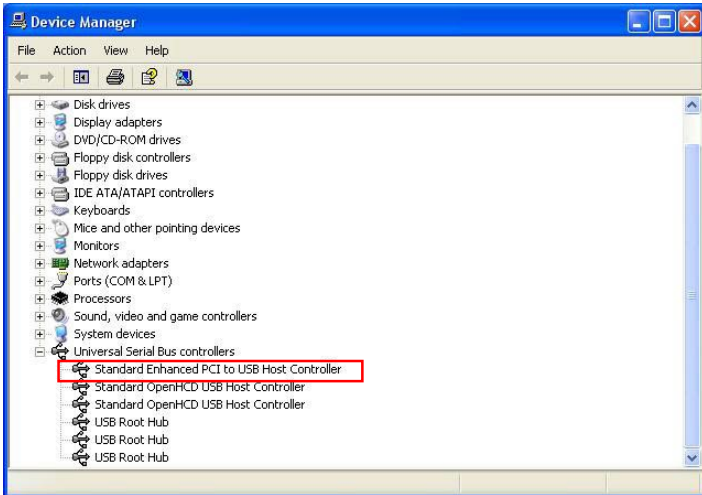 Device Manager
File Action View Help
Disk drives
Display adapters
DVD/CD-ROM drives
Floppy disk controllers
Floppy disk drives
IDE ATA/ATAPI controllers
Keyboards
Mice and other pointing devices
Monitors
Network adapters
Ports (COM & LPT)
Processors
Sound, video and game controllers
System devices
Universal Serial Bus controllers
Standard Enhanced PCI to USB Host Controller
Standard OpenHCD USB Host Controller
Standard OpenHCD USB Host Controller
USB Root Hub
USB Root Hub
USB Root Hub